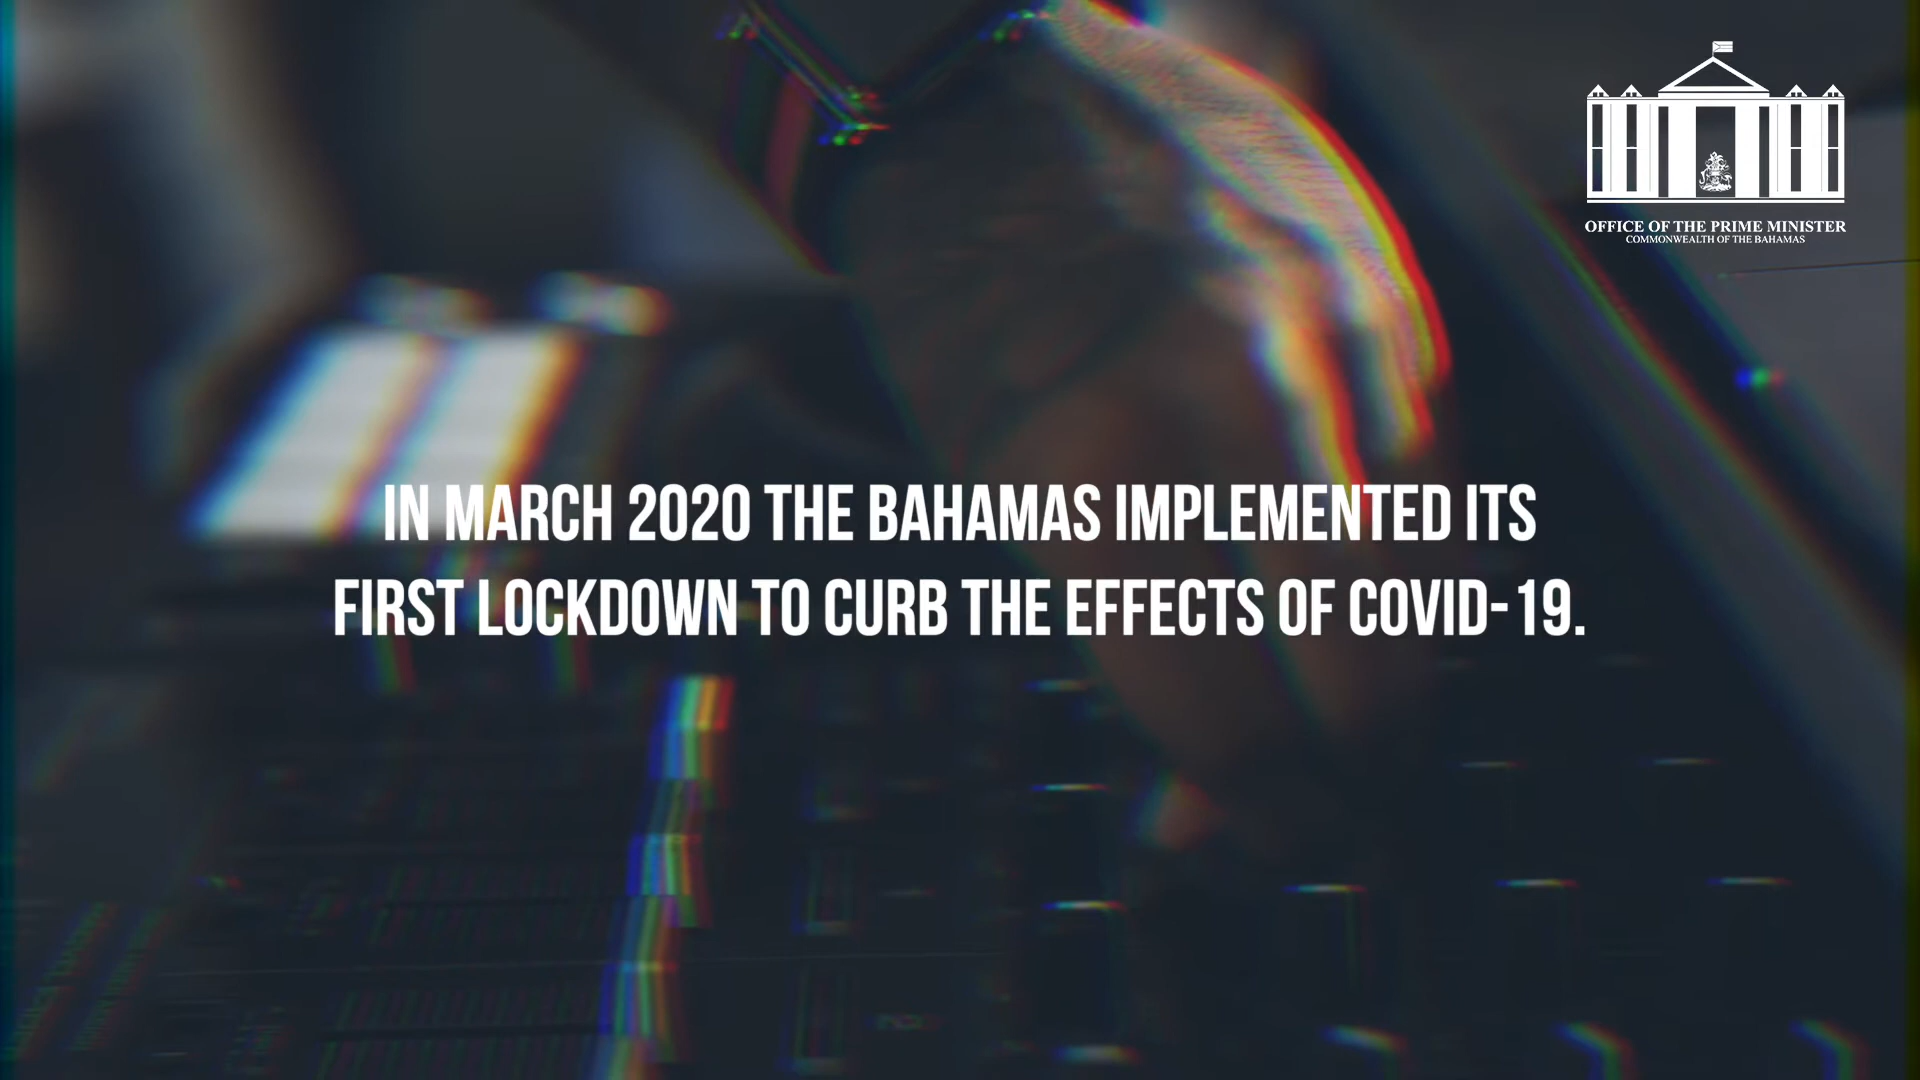 OFFICE OF THE PRIME MINISTER
COMMONWEALTH OF THE BAHAMAS
IN MARCH 2020 THE BAHAMAS IMPLEMENTED ITS
FIRST LOCKDOWN TO CURB THE EFFECTS OF COVID-19.